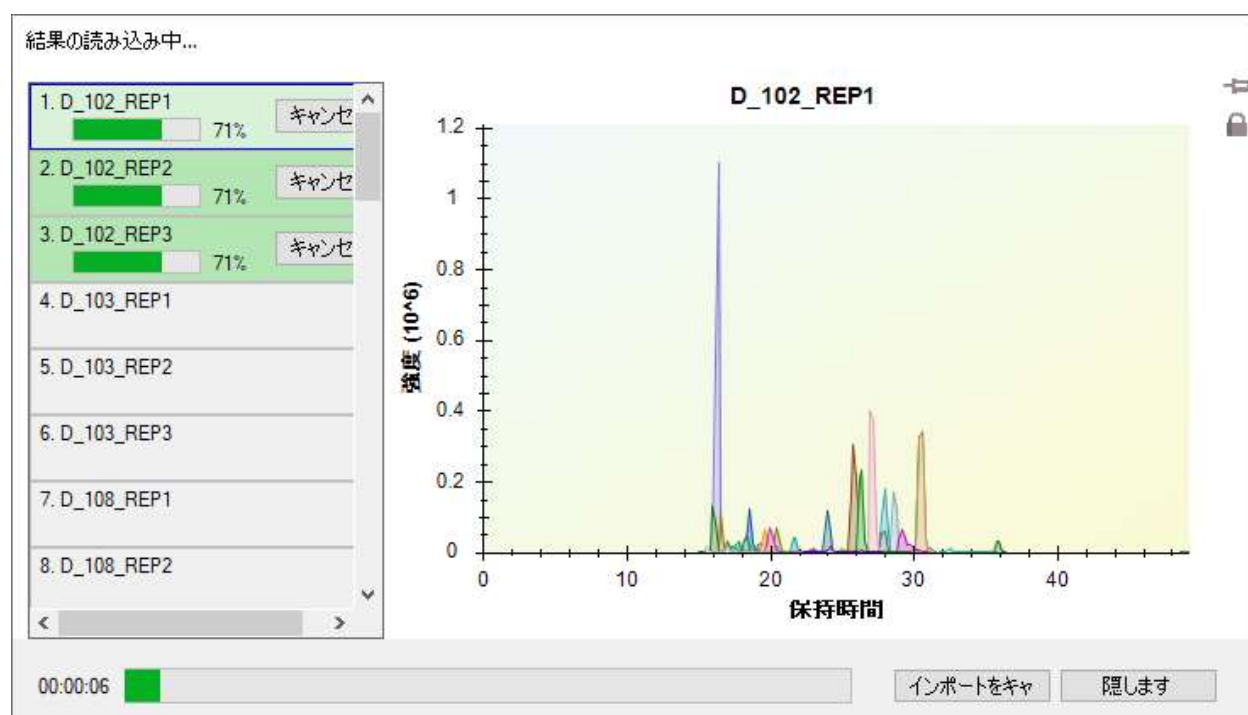 結果の読み込み中...
1. D_102_REP1
71%
キャンセ
2. D_102_REP2
71%
キャンセ
3. D_102_REP3
71%
キャンセ
4. D_103_REP1
5. D_103_REP2
6. D_103_REP3
7. D_108_REP1
8. D_108_REP2
D_102_REP1
強度 (10^6)
1.2
1
0.8
0.6
0.4
0.2
0
0 10 20 30 40
保持時間
00:00:06
インポートをキャ
隠します